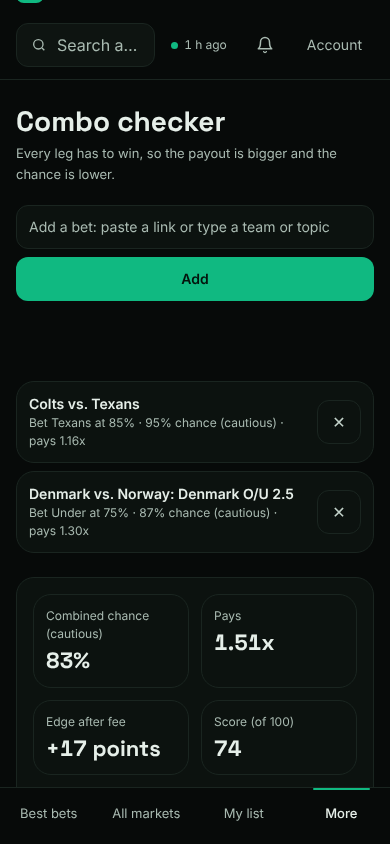 Search a...
1 h ago
Account
Combo checker
Every leg has to win, so the payout is bigger and the
chance is lower.
Add a bet: paste a link or type a team or topic
Add
Colts vs. Texans
Bet Texans at 85% · 95% chance (cautious) ·
pays 1.16x
Denmark vs. Norway: Denmark O/U 2.5
Bet Under at 75% · 87% chance (cautious) ·
pays 1.30x
Combined chance
(cautious)
83%
Pays
1.51x
Edge after fee
+17 points
Score (of 100)
74
Best bets
All markets
My list
More